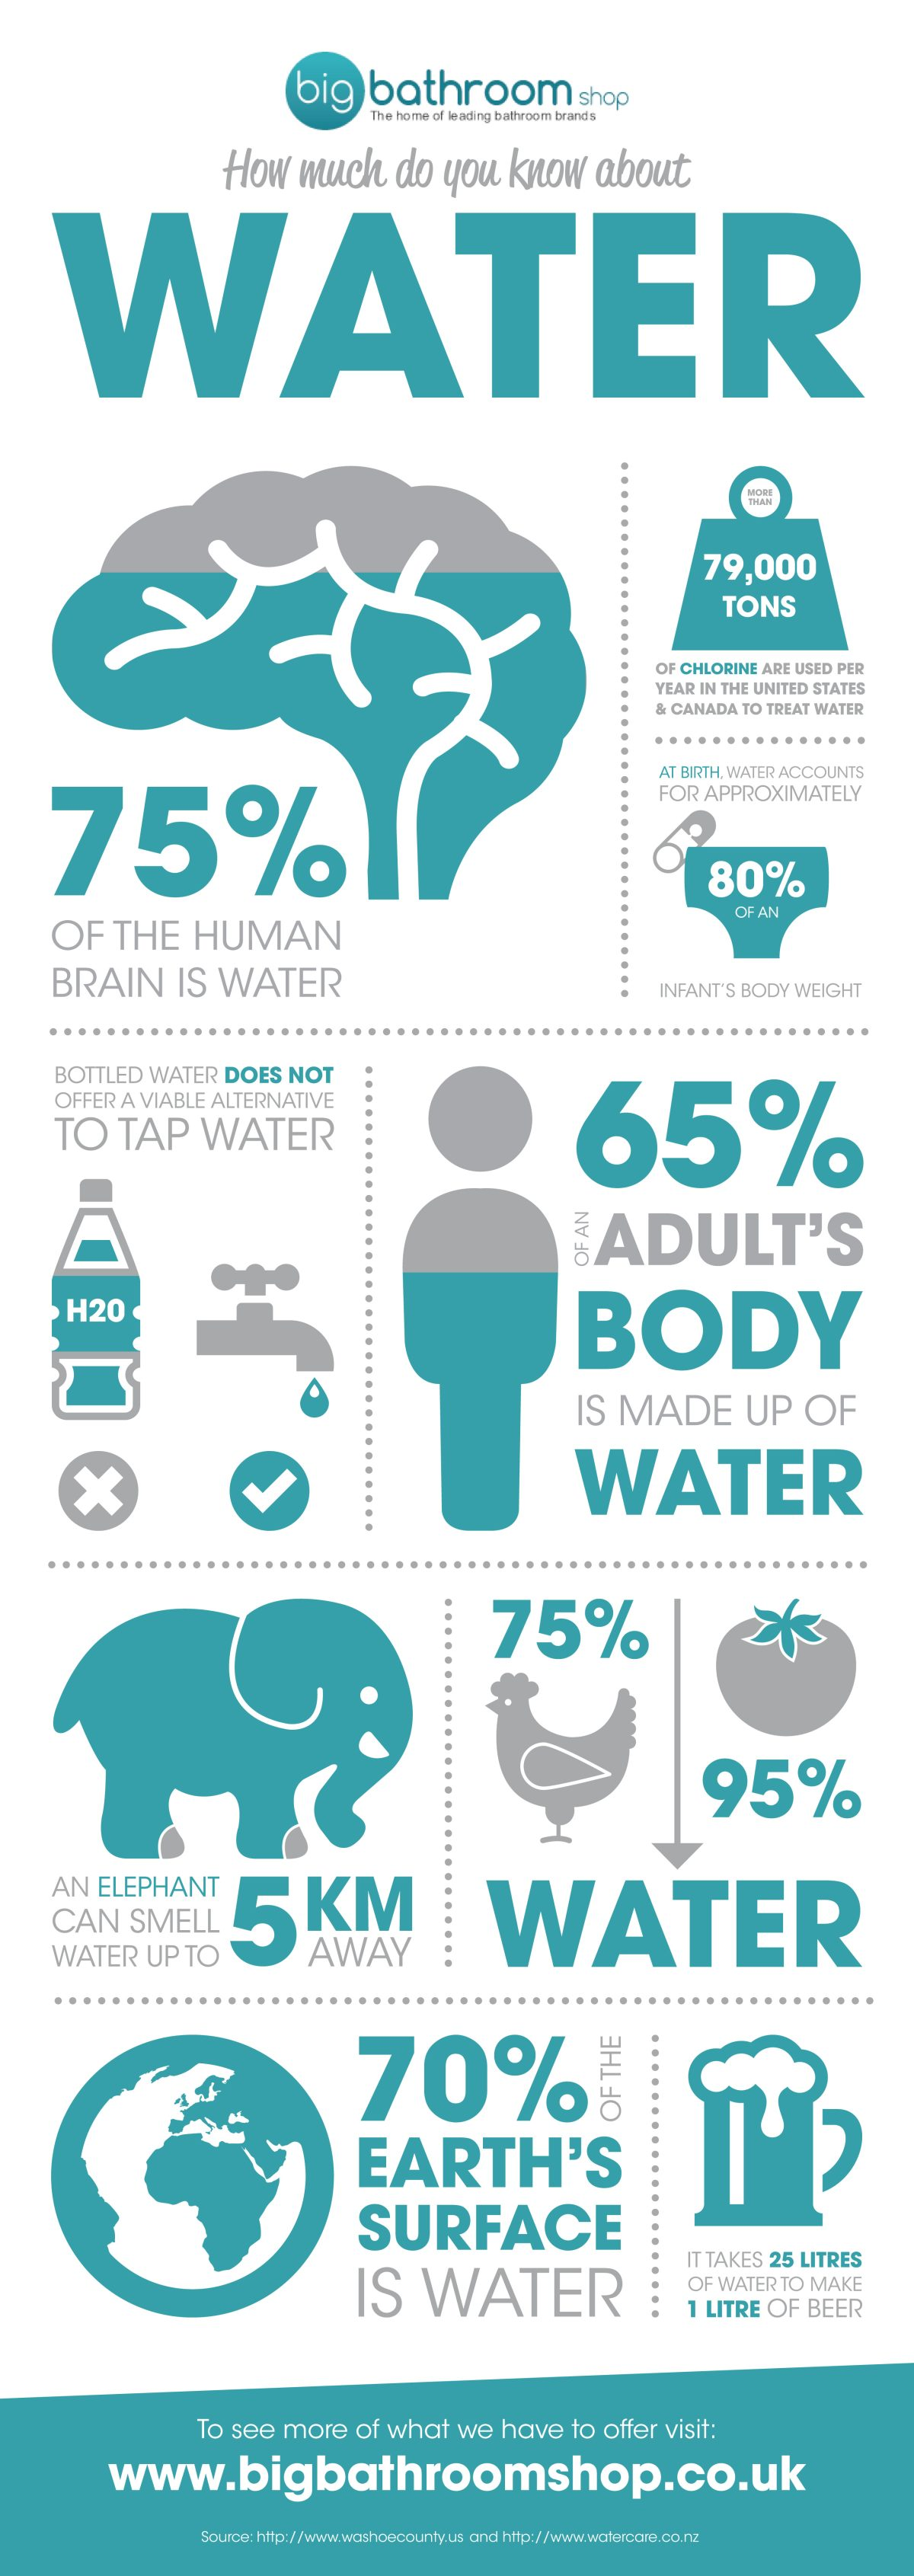 big bathroom shop
The home of leading bathroom brands
How much do you know about
WATER
75%
OF THE HUMAN
BRAIN IS WATER
MORE
THAN
79,000
TONS
OF CHLORINE ARE USED PER
YEAR IN THE UNITED STATES
& CANADA TO TREAT WATER
AT BIRTH, WATER ACCOUNTS
FOR APPROXIMATELY
80%
OF AN
INFANT'S BODY WEIGHT
BOTTLED WATER DOES NOT
OFFER A VIABLE ALTERNATIVE
TO TAP WATER
H20
65%
OF AN
ADULT'S
BODY
IS MADE UP OF
WATER
AN ELEPHANT
CAN SMELL
WATER UP TO
5 KM
AWAY
75%
95%
WATER
70%
OF THE
EARTH'S
SURFACE
IS WATER
IT TAKES 25 LITRES
OF WATER TO MAKE
1 LITRE OF BEER
To see more of what we have to offer visit:
www.bigbathroomshop.co.uk
Source: http://www.washoecounty.us and http://www.watercare.co.nz